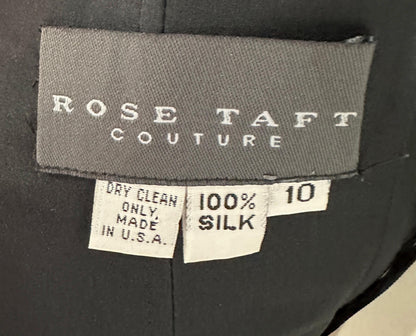 ROSE TAFT
COUTURE
DRY CLEAN
ONLY
MADE
IN U.S.A.
100%
SILK
10